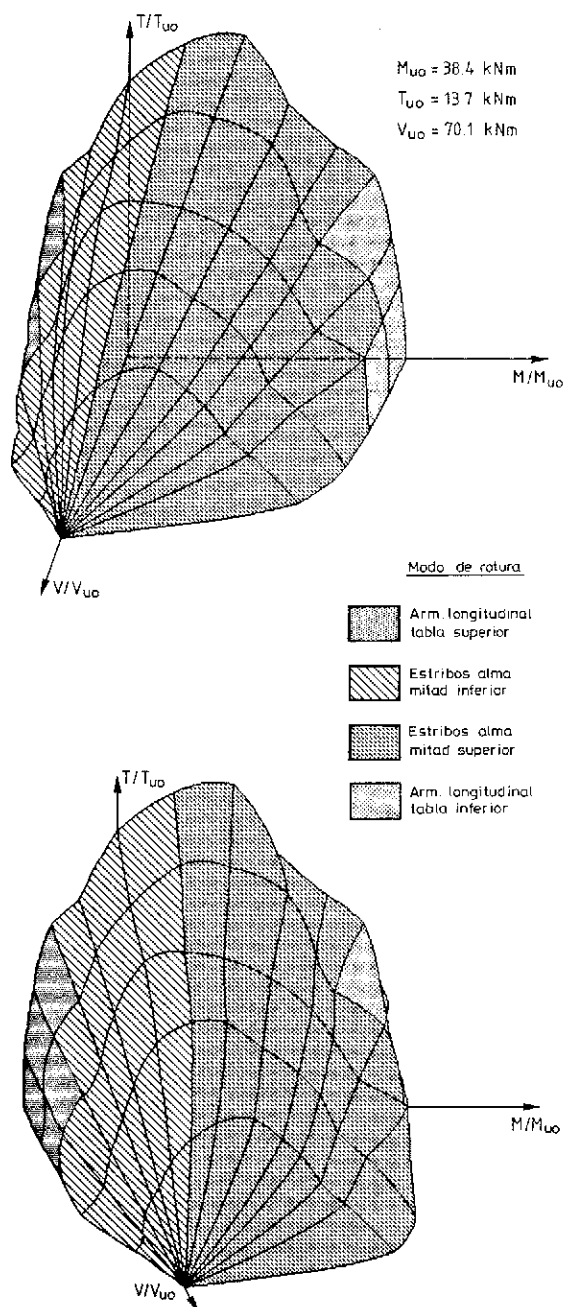 T/Tuo
Muo = 38.4 kNm
Tuo = 13.7 kNm
Vuo = 70.1 kNm
M/Muo
V/Vuo
Modo de rotura
Arm. longitudinal
tabla superior
Estribos alma
mitad inferior
Estribos alma
mitad superior
Arm. longitudinal
tabla inferior
T/Tuo
M/Muo
V/Vuo